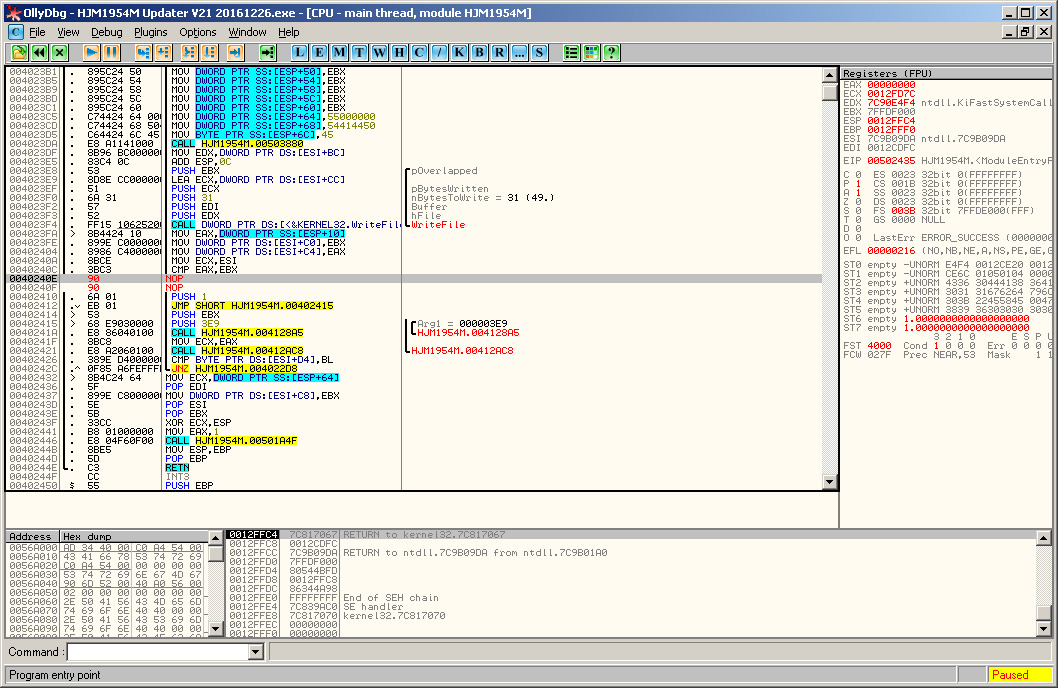 OllyDbg - HJM1954M Updater V21 20161226.exe - [CPU - main thread, module HJM1954M]
C File View Debug Plugins Options Window Help
L E M T W H C / K B R ... S ?
004023B1 . 895C24 50 MOV DWORD PTR SS:[ESP+50],EBX
004023B5 . 895C24 54 MOV DWORD PTR SS:[ESP+54],EBX
004023B9 . 895C24 58 MOV DWORD PTR SS:[ESP+58],EBX
004023BD . 895C24 5C MOV DWORD PTR SS:[ESP+5C],EBX
004023C1 . 895C24 60 MOV DWORD PTR SS:[ESP+60],EBX
004023C5 . C74424 64 00 MOV DWORD PTR SS:[ESP+64],55000000
004023CD . C74424 68 50 MOV DWORD PTR SS:[ESP+68],54414450
004023D5 . C64424 6C 45 MOV BYTE PTR SS:[ESP+6C],45
004023DA . E8 A1141000 CALL HJM1954M.00503880
004023DF . 8B96 BC00000 MOV EDX,DWORD PTR DS:[ESI+BC]
004023E5 . 83C4 0C ADD ESP,0C
004023E8 . 53 PUSH EBX pOverlapped
004023E9 . 8D8E CC00000 LEA ECX,DWORD PTR DS:[ESI+CC]
004023EF . 51 PUSH ECX pBytesWritten
004023F0 . 6A 31 PUSH 31 nBytesToWrite = 31 (49.)
004023F2 . 57 PUSH EDI Buffer
004023F3 . 52 PUSH EDX hFile
004023F4 . FF15 1062520 CALL DWORD PTR DS:[<&KERNEL32.WriteFile WriteFile
004023FA . 8B4424 10 MOV EAX,DWORD PTR SS:[ESP+10]
004023FE . 899E C000000 MOV DWORD PTR DS:[ESI+C0],EBX
00402404 . 8986 C400000 MOV DWORD PTR DS:[ESI+C4],EAX
0040240A . 8BCE MOV ECX,ESI
0040240C . 3BC3 CMP EAX,EBX
0040240E 90 NOP
0040240F 90 NOP
00402410 . 6A 01 PUSH 1
00402412 . EB 01 JMP SHORT HJM1954M.00402415
00402414 > 53 PUSH EBX
00402415 > 68 E9030000 PUSH 3E9 Arg1 = 000003E9
0040241A . E8 86040100 CALL HJM1954M.004128A5 HJM1954M.004128A5
0040241F . 8BC8 MOV ECX,EAX
00402421 . E8 A2060100 CALL HJM1954M.00412AC8 HJM1954M.00412AC8
00402426 . 389E D400000 CMP BYTE PTR DS:[ESI+D4],BL
0040242C .^ 0F85 A6FEFFF JNZ HJM1954M.004022D8
00402432 > 8B4C24 64 MOV ECX,DWORD PTR SS:[ESP+64]
00402436 . 5F POP EDI
00402437 . 899E C800000 MOV DWORD PTR DS:[ESI+C8],EBX
0040243D . 5E POP ESI
0040243E . 5B POP EBX
0040243F . 33CC XOR ECX,ESP
00402441 . B8 01000000 MOV EAX,1
00402446 . E8 04F60F00 CALL HJM1954M.00501A4F
0040244B . 8BE5 MOV ESP,EBP
0040244D . 5D POP EBP
0040244E . C3 RETN
0040244F CC INT3
00402450 $ 55 PUSH EBP
Registers (FPU)
EAX 00000000
ECX 0012FD7C
EDX 7C90E4F4 ntdll.KiFastSystemCall
EBX 7FFDF000
ESP 0012FFC4
EBP 0012FFF0
ESI 7C9B09DA ntdll.7C9B09DA
EDI 0012CDFC
EIP 00502435 HJM1954M.<ModuleEntryP
C 0 ES 0023 32bit 0(FFFFFFFF)
P 1 CS 001B 32bit 0(FFFFFFFF)
A 1 SS 0023 32bit 0(FFFFFFFF)
Z 0 DS 0023 32bit 0(FFFFFFFF)
S 0 FS 003B 32bit 7FFDE000(FFF)
T 0 GS 0000 NULL
D 0
O 0 LastErr ERROR_SUCCESS (0000000
EFL 00000216 (NO,NB,NE,A,NS,PE,GE,G
ST0 empty -UNORM E4F4 0012CE20 0012
ST1 empty -UNORM CE6C 01050104 0000
ST2 empty +UNORM 4336 30444138 3641
ST3 empty +UNORM 3031 31676264 7960
ST4 empty +UNORM 303B 22455845 0047
ST5 empty +UNORM 3839 36303030 3030
ST6 empty 1.0000000000000000000
ST7 empty 1.0000000000000000000
3 2 1 0 E S P U
FST 4000 Cond 1 0 0 0 Err 0 0 0 0
FCW 027F Prec NEAR,53 Mask 1 1
Address Hex dump
0056A000 AD 34 40 00 C0 A4 54 00
0056A010 43 41 66 78 53 74 72 69
0056A020 C0 A4 54 00 00 00 00 00
0056A030 53 74 72 69 6E 67 4D 67
0056A040 90 6D 52 00 40 A0 56 00
0056A050 02 00 00 00 00 00 00 00
0056A060 2E 50 41 56 43 4D 65 6D
0056A070 74 69 6F 6E 40 40 00 00
0056A080 2E 50 41 56 43 53 69 6D
0056A090 74 69 6F 6E 40 40 00 00
0012FFC4 7C817067 RETURN to kernel32.7C817067
0012FFC8 0012CDFC
0012FFCC 7C9B09DA RETURN to ntdll.7C9B09DA from ntdll.7C9B01A0
0012FFD0 7FFDF000
0012FFD4 80544BFD
0012FFD8 0012FFC8
0012FFDC 86344A98
0012FFE0 FFFFFFFF End of SEH chain
0012FFE4 7C839AC0 SE handler
0012FFE8 7C817070 kernel32.7C817070
0012FFEC 00000000
0012FFF0 00000000
Command :
Program entry point Paused